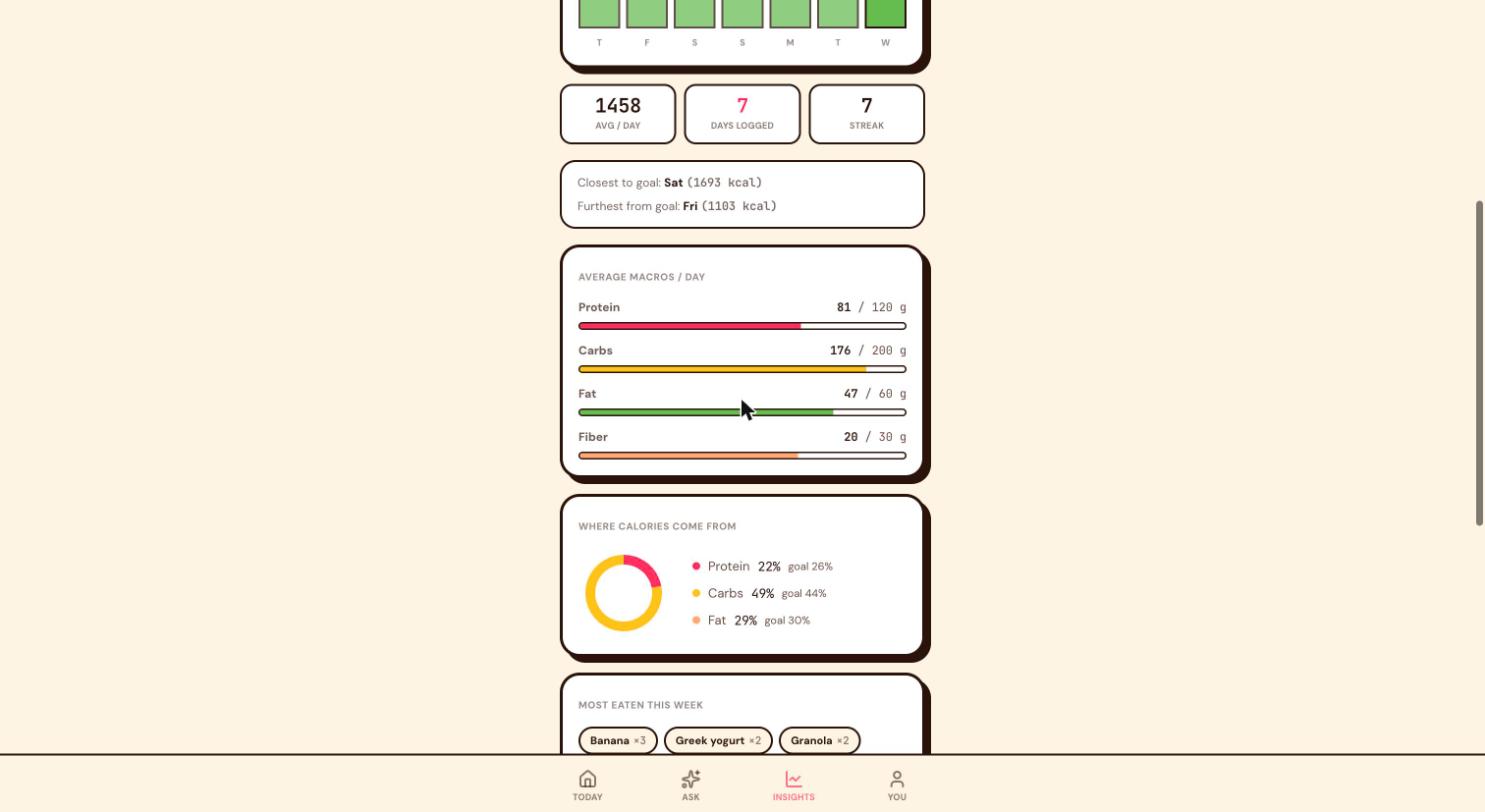 T F S S M T W
1458 7 7
AVG / DAY DAYS LOGGED STREAK
Closest to goal: Sat (1693 kcal)
Furthest from goal: Fri (1103 kcal)
AVERAGE MACROS / DAY
Protein 81 / 120 g
Carbs 176 / 200 g
Fat 47 / 60 g
Fiber 20 / 30 g
WHERE CALORIES COME FROM
Protein 22% goal 26%
Carbs 49% goal 44%
Fat 29% goal 30%
MOST EATEN THIS WEEK
Banana ×3 Greek yogurt ×2 Granola ×2
TODAY ASK INSIGHTS YOU